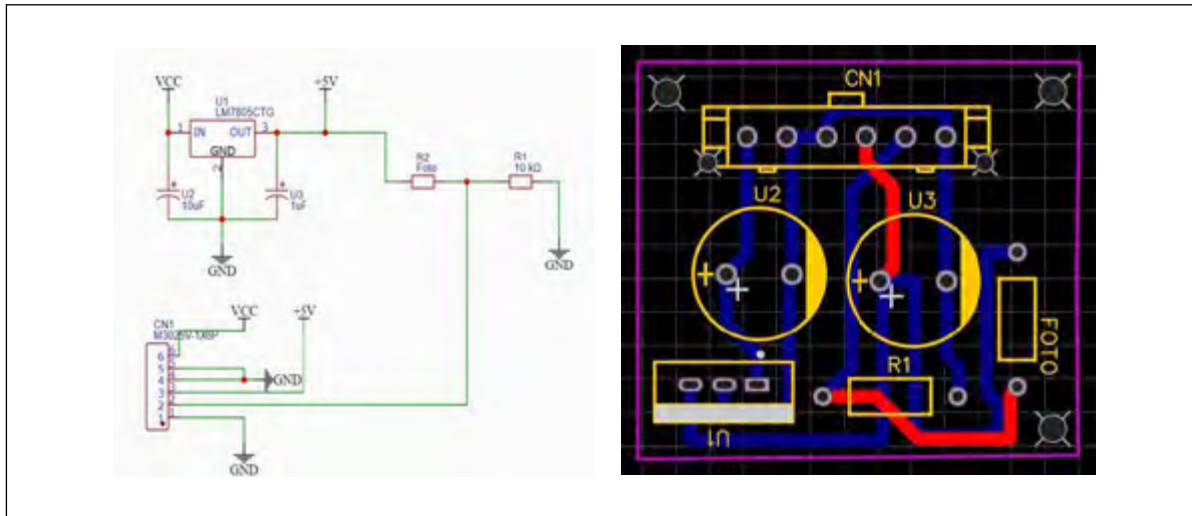 VCC
+5V
U1
LM7805CTG
1
IN
OUT
3
GND
2
U2
10uF
U3
1uF
R2
Foto
R1
10 kΩ
GND
GND
VCC
+5V
CN1
6
5
4
3
2
1
GND
GND
CN1
U2
U3
+
+
+
+
R1
U1
FOTO